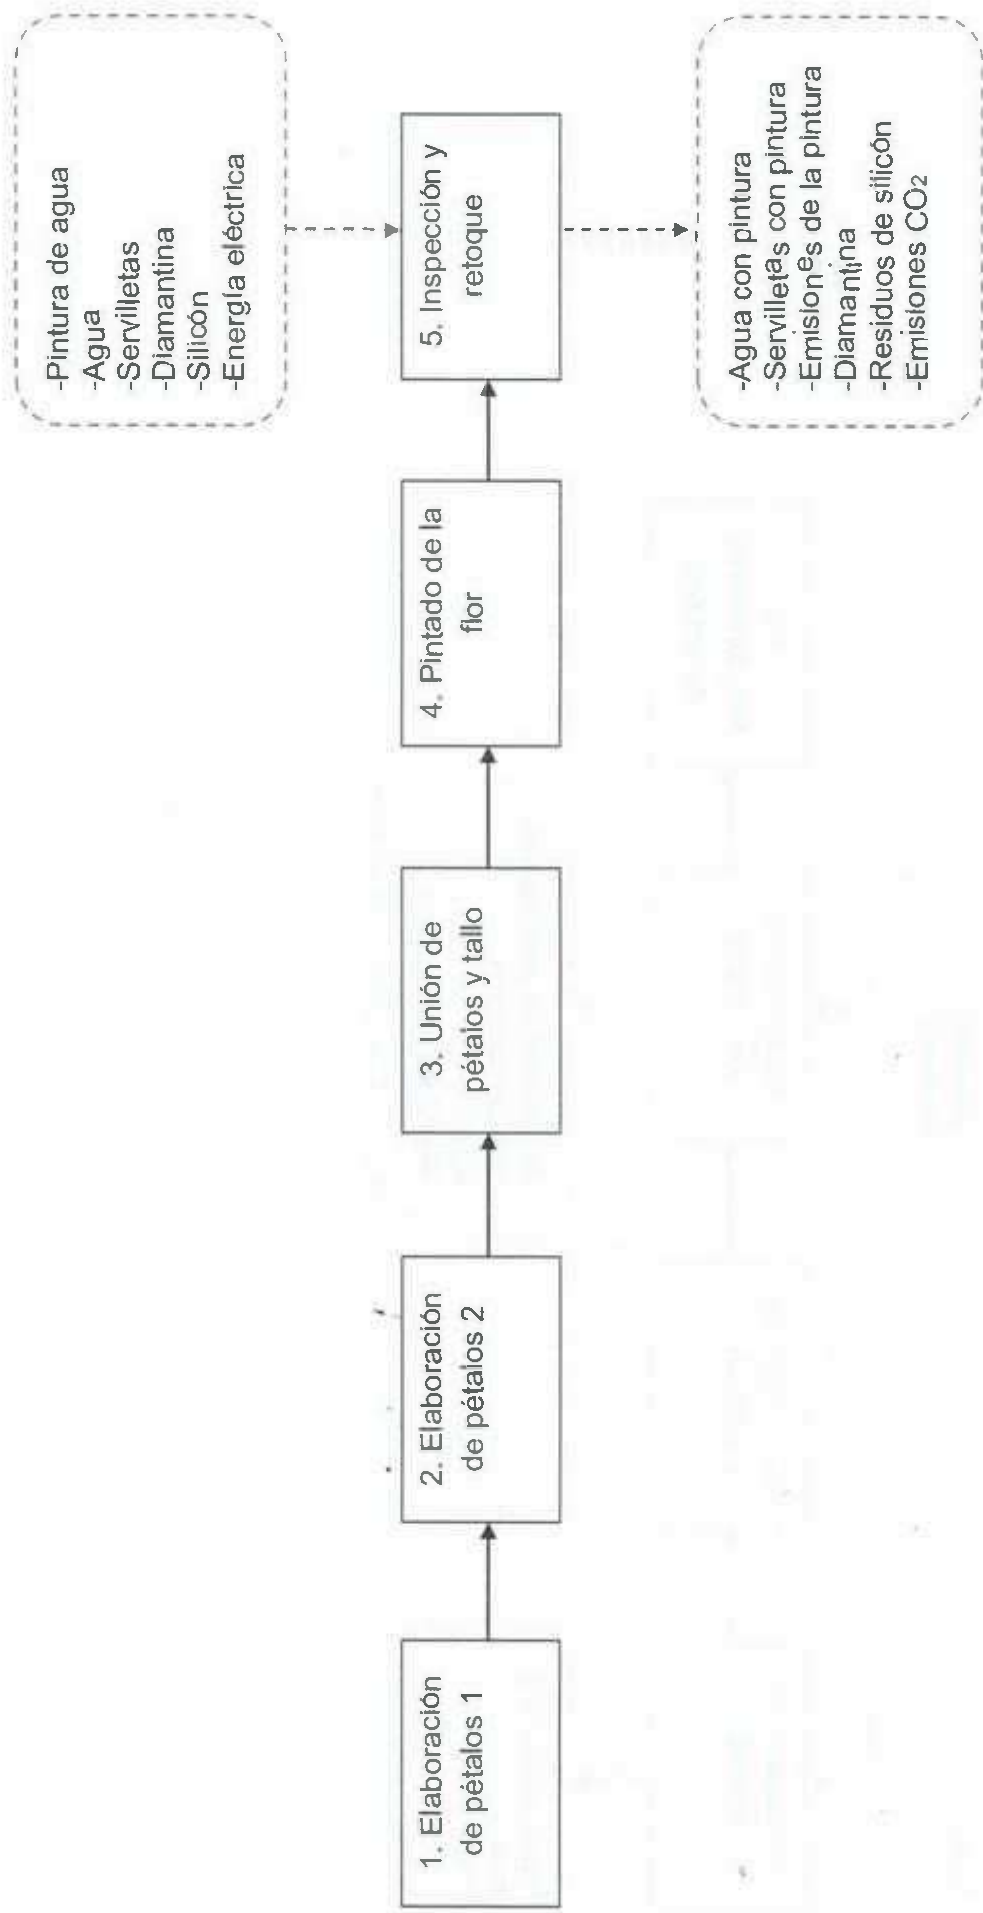 -Pintura de agua
-Agua
-Servilletas
-Diamantina
-Silicón
-Energía eléctrica
1. Elaboración
de pétalos 1
2. Elaboración
de pétalos 2
3. Unión de
pétalos y tallo
4. Pintado de la
flor
5. Inspección y
retoque
-Agua con pintura
-Servilletas con pintura
-Emisiones de la pintura
-Diamantina
-Residuos de silicón
-Emisiones CO₂